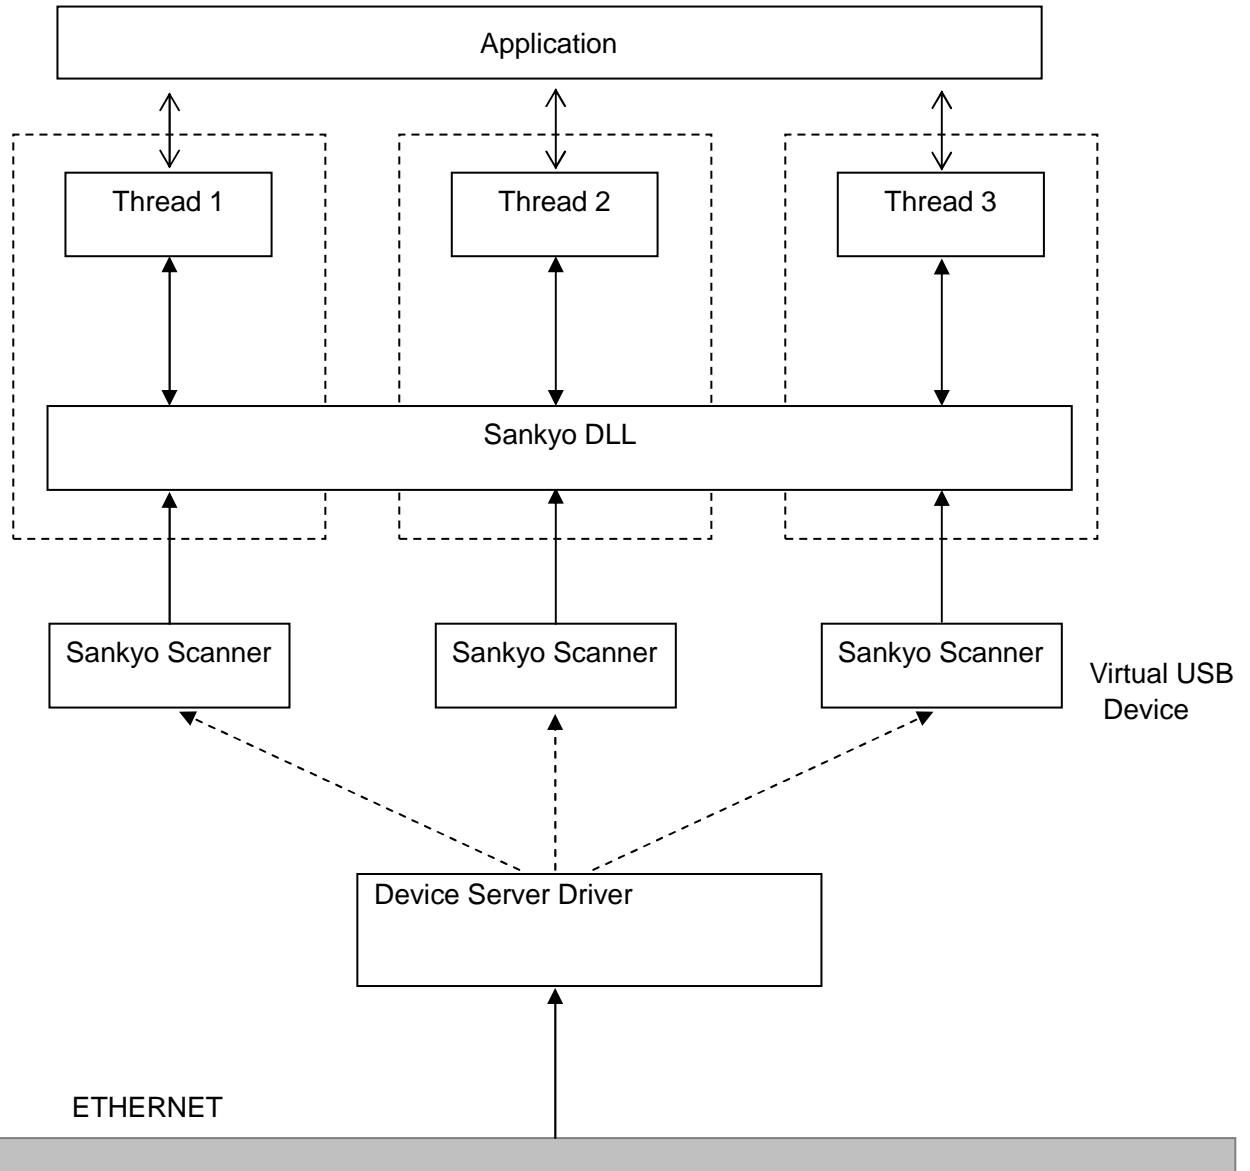 Application
Thread 1
Thread 2
Thread 3
Sankyo DLL
Sankyo Scanner
Sankyo Scanner
Sankyo Scanner
Virtual USB
Device
Device Server Driver
ETHERNET